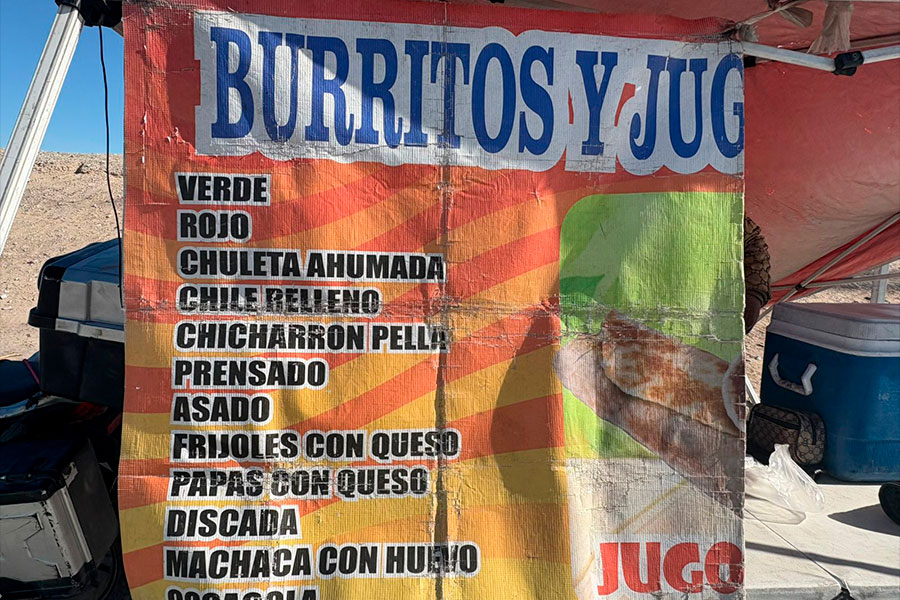 BURRITOS Y JUG
VERDE
ROJO
CHULETA AHUMADA
CHILE RELLENO
CHICHARRON PELLA
PRENSADO
ASADO
FRIJOLES CON QUESO
PAPAS CON QUESO
DISCADA
MACHACA CON HUEVO
COCACOLA
JUGO